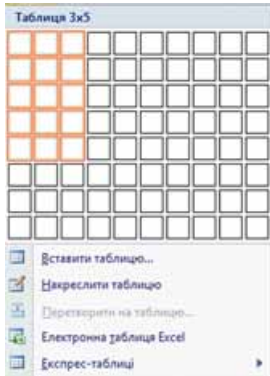 Таблиця 3x5
Вставити таблицю...
Накреслити таблицю
Перетворити на таблицю...
Електронна таблиця Excel
Експрес-таблиці